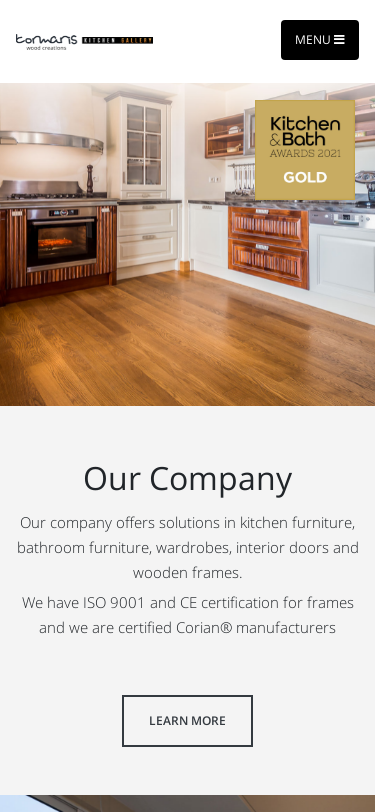 tormaris KITCHEN GALLERY
wood creations
MENU
Kitchen
&Bath
AWARDS 2021
GOLD
Our Company
Our company offers solutions in kitchen furniture,
bathroom furniture, wardrobes, interior doors and
wooden frames.
We have ISO 9001 and CE certification for frames
and we are certified Corian® manufacturers
LEARN MORE